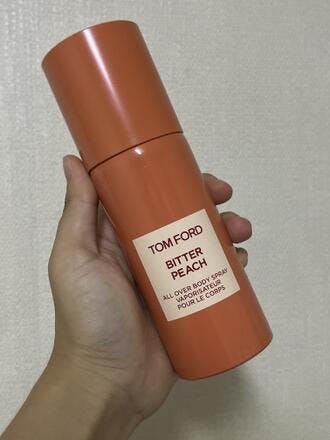 TOM FORD
BITTER
PEACH
ALL OVER BODY SPRAY
VAPORISATEUR
POUR LE CORPS